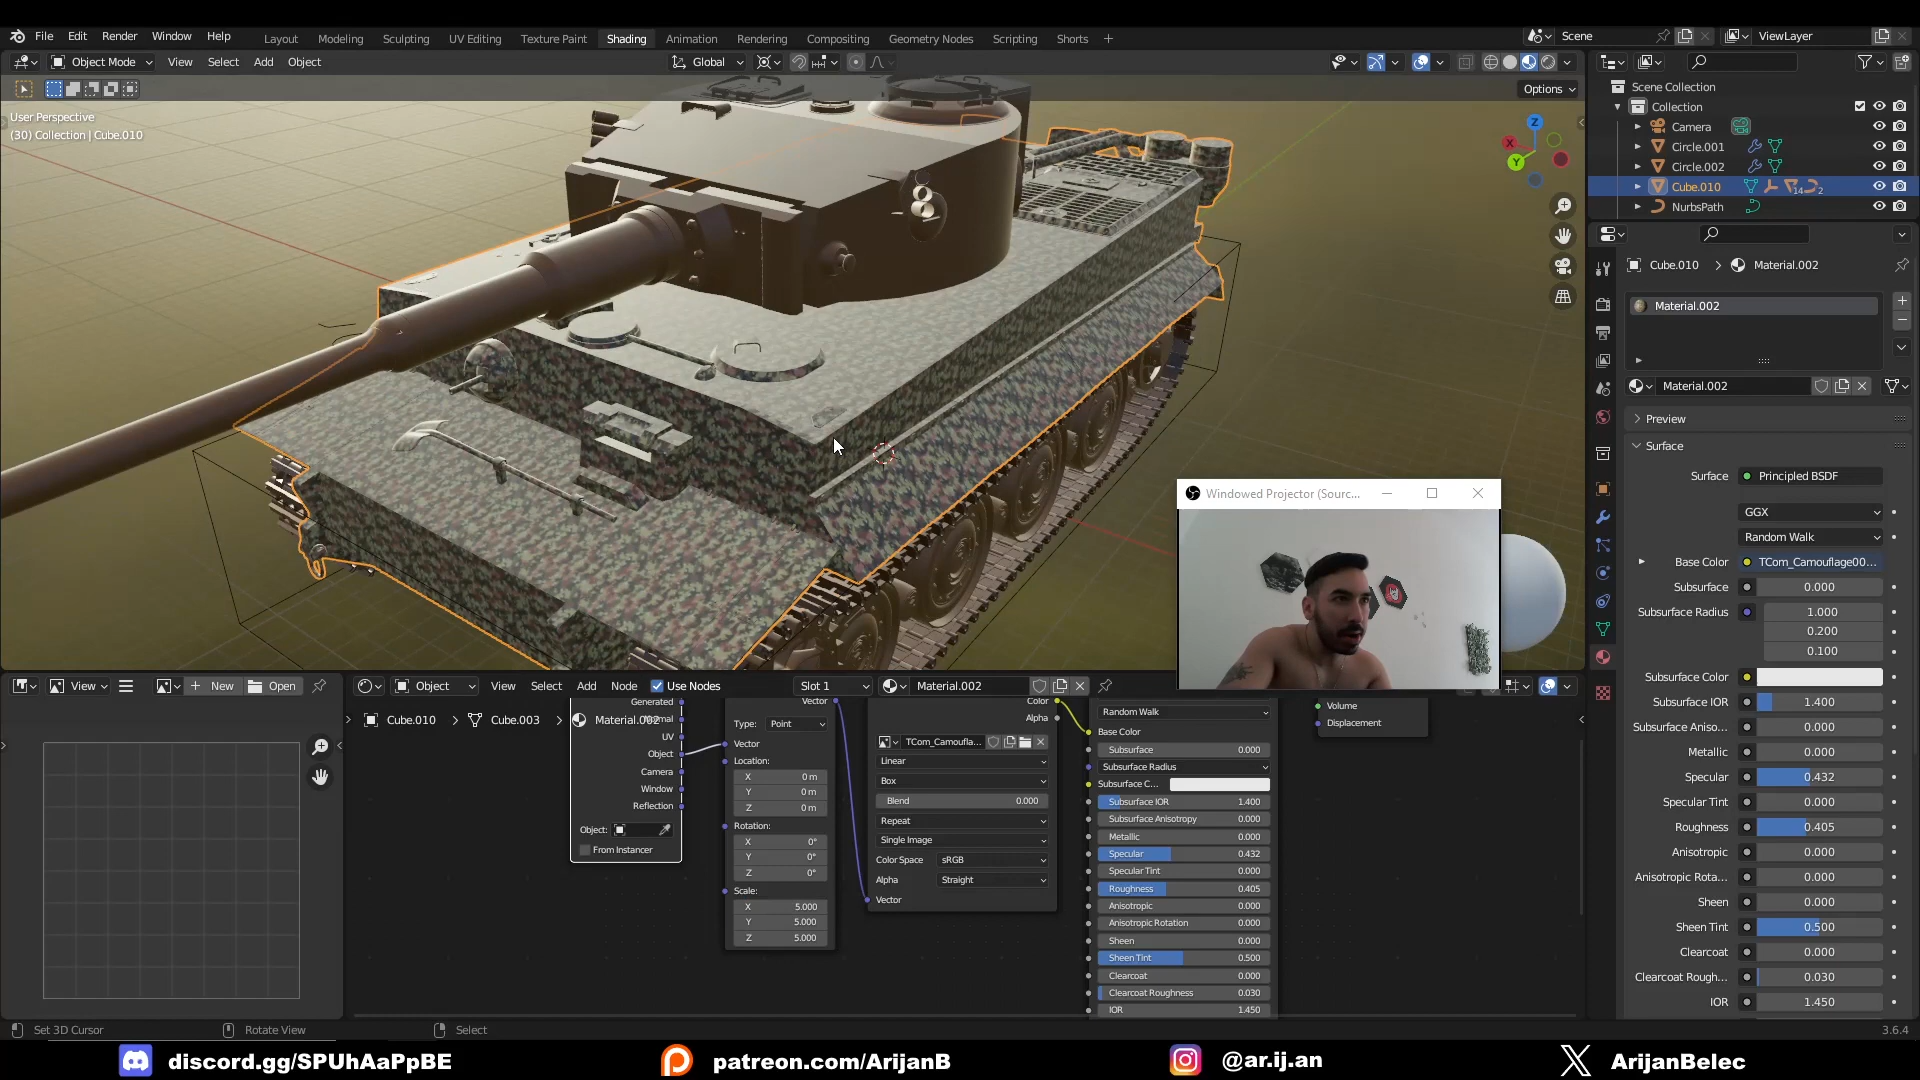 File Edit Render Window Help
Layout Modeling Sculpting UV Editing Texture Paint Shading Animation Rendering Compositing Geometry Nodes Scripting Shorts +
Scene ViewLayer
Object Mode View Select Add Object Global
Options
User Perspective
(30) Collection | Cube.010
Z X Y
Scene Collection
Collection
Camera
Circle.001
Circle.002
Cube.010 14 2
NurbsPath
Cube.010 > Material.002
Material.002
Material.002
Preview
Surface
Surface Principled BSDF
GGX
Random Walk
Base Color TCom_Camouflage00...
Subsurface 0.000
Subsurface Radius 1.000
0.200
0.100
Subsurface Color
Subsurface IOR 1.400
Subsurface Aniso... 0.000
Metallic 0.000
Specular 0.432
Specular Tint 0.000
Roughness 0.405
Anisotropic 0.000
Anisotropic Rota... 0.000
Sheen 0.000
Sheen Tint 0.500
Clearcoat 0.000
Clearcoat Rough... 0.030
IOR 1.450
Windowed Projector (Sourc...
View + New Open
Object View Select Add Node Use Nodes Slot 1 Material.002
Cube.010 > Cube.003 > Material.002
Generated
Normal
UV
Object
Camera
Window
Reflection
Object:
From Instancer
Vector
Type: Point
Vector
Location:
X 0 m
Y 0 m
Z 0 m
Rotation:
X 0°
Y 0°
Z 0°
Scale:
X 5.000
Y 5.000
Z 5.000
Color
Alpha
TCom_Camoufla...
Linear
Box
Blend 0.000
Repeat
Single Image
Color Space sRGB
Alpha Straight
Vector
Random Walk
Base Color
Subsurface 0.000
Subsurface Radius
Subsurface C...
Subsurface IOR 1.400
Subsurface Anisotropy 0.000
Metallic 0.000
Specular 0.432
Specular Tint 0.000
Roughness 0.405
Anisotropic 0.000
Anisotropic Rotation 0.000
Sheen 0.000
Sheen Tint 0.500
Clearcoat 0.000
Clearcoat Roughness 0.030
IOR 1.450
Volume
Displacement
Set 3D Cursor Rotate View Select 3.6.4
discord.gg/SPUhAaPpBE patreon.com/ArijanB @ar.ij.an ArijanBelec